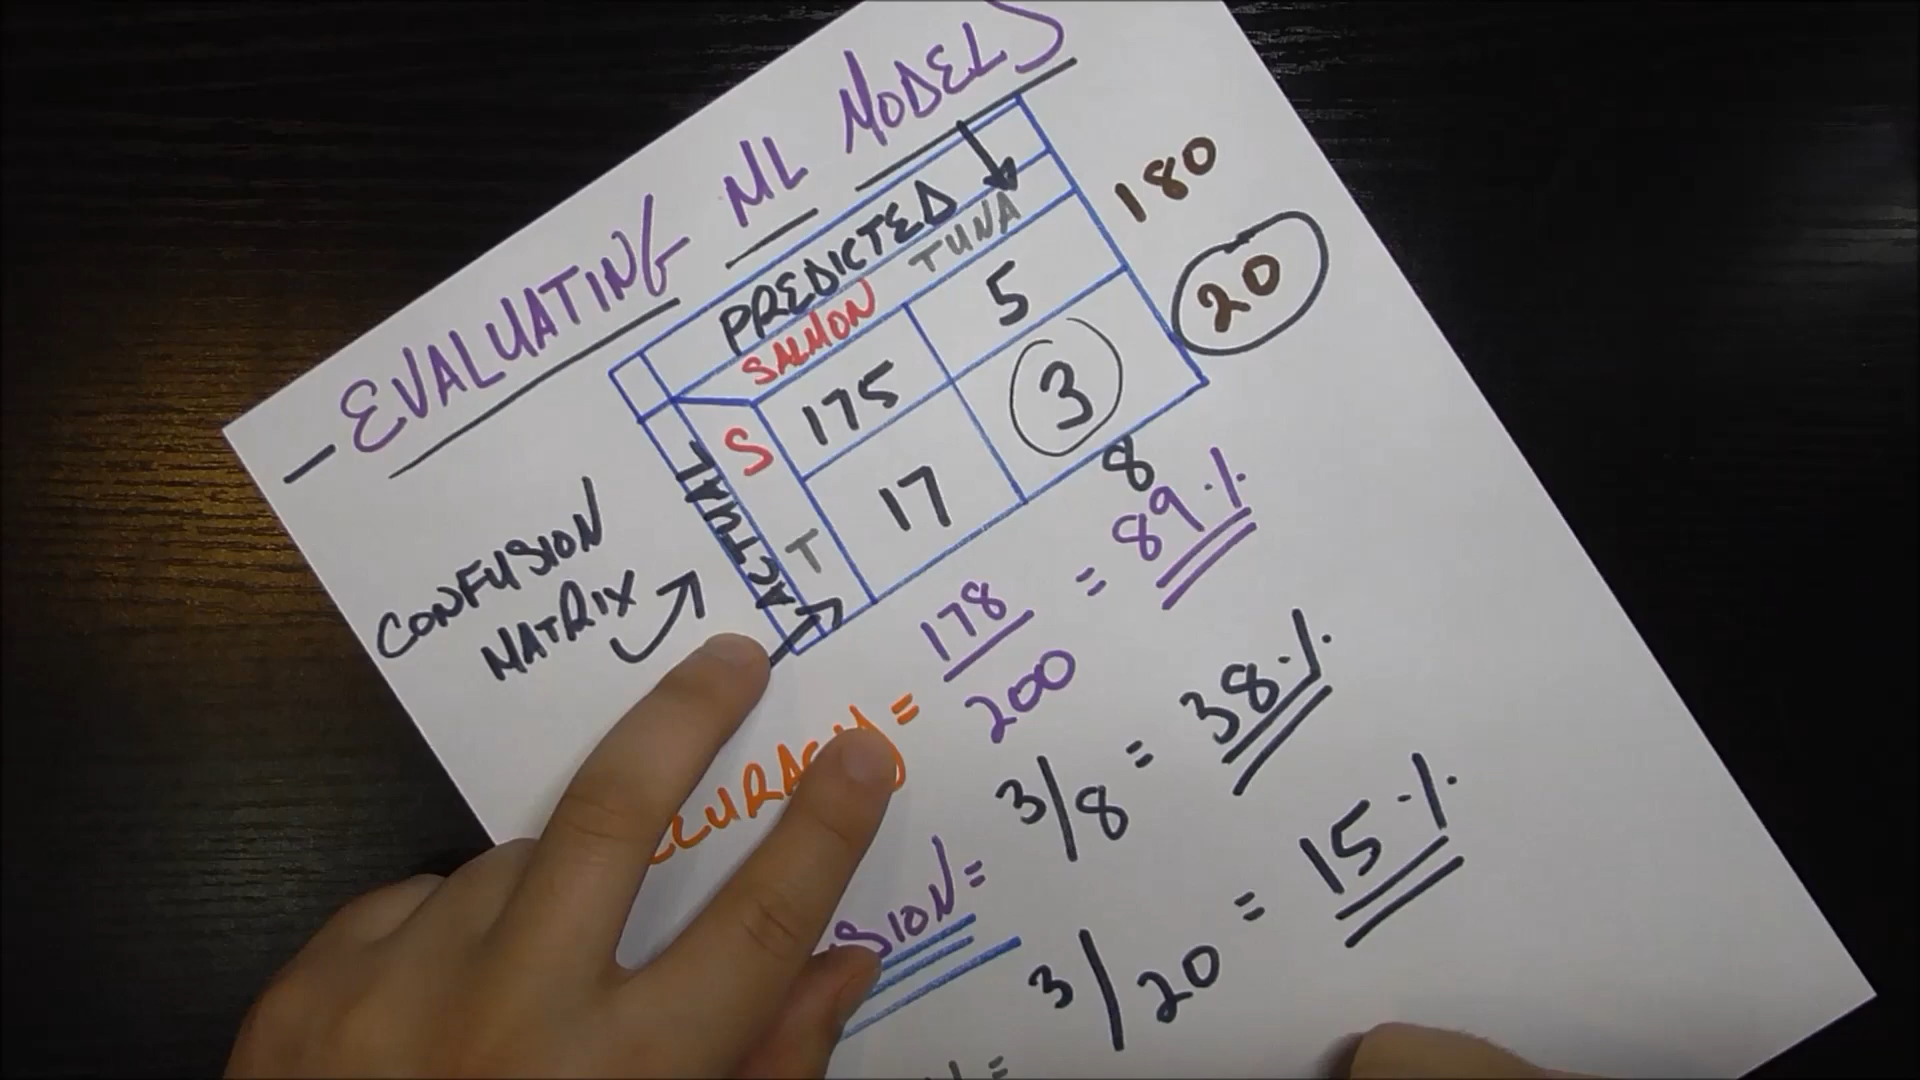 - EVALUATING ML MODELS
PREDICTED
SALMON TUNA
ACTUAL
S 175 5 180
T 17 3 20
8
CONFUSION
MATRIX
= 178/200 = 89%
= 3/8 = 38%
= 3/20 = 15%